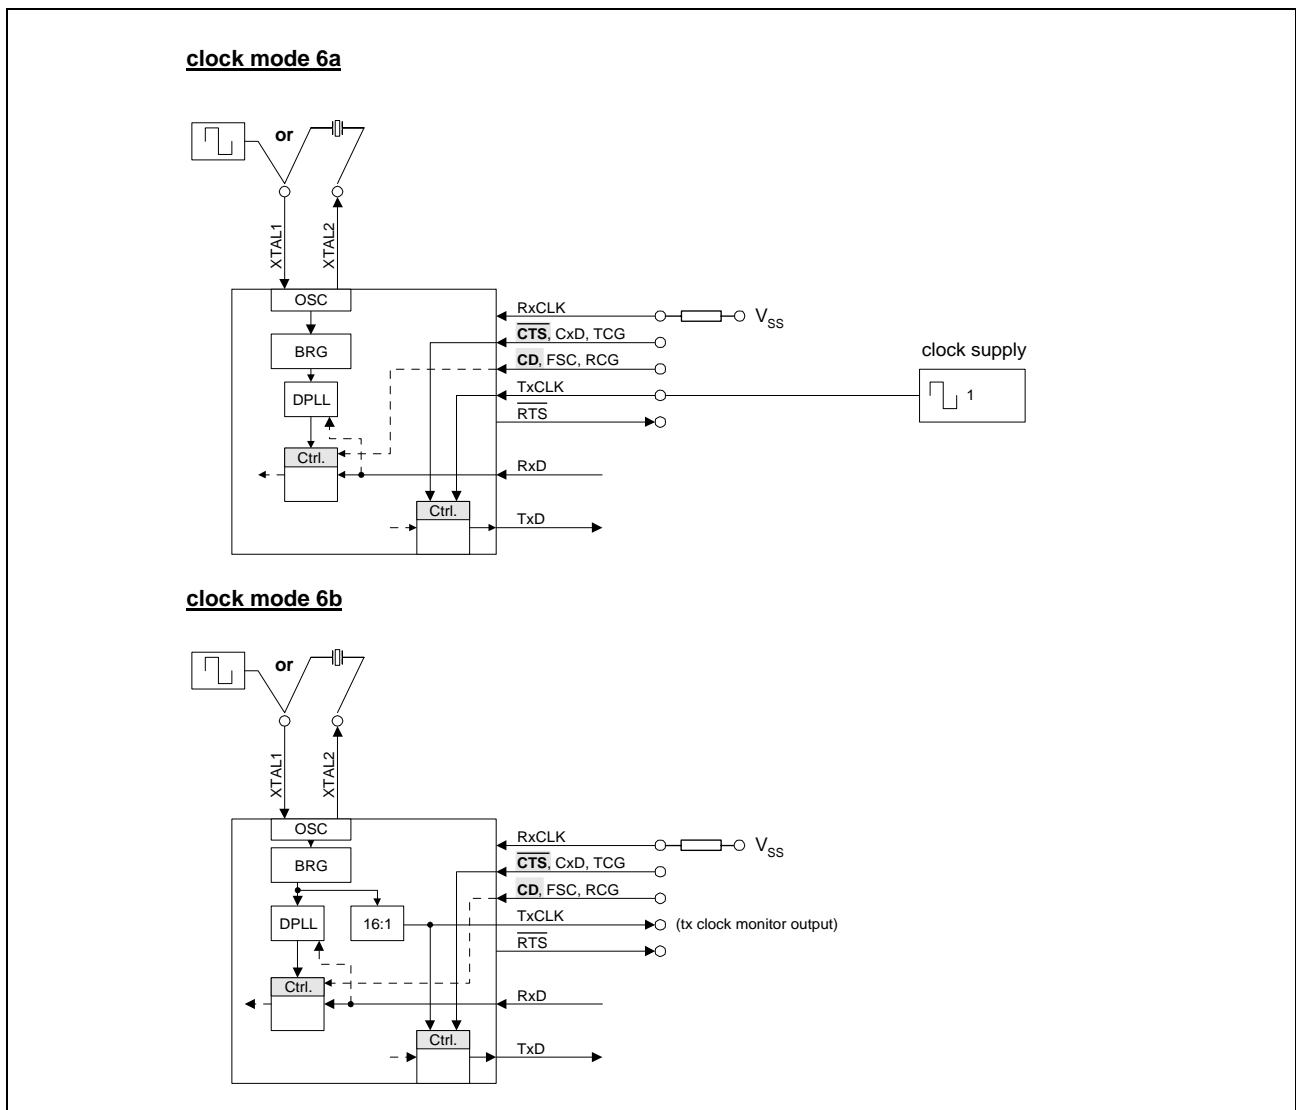 clock mode 6a
or
XTAL1
XTAL2
OSC
RxCLK
VSS
CTS, CxD, TCG
BRG
CD, FSC, RCG
clock supply
DPLL
TxCLK
1
RTS
Ctrl.
RxD
Ctrl.
TxD
clock mode 6b
or
XTAL1
XTAL2
OSC
RxCLK
VSS
BRG
CTS, CxD, TCG
CD, FSC, RCG
DPLL
16:1
TxCLK
(tx clock monitor output)
RTS
Ctrl.
RxD
Ctrl.
TxD